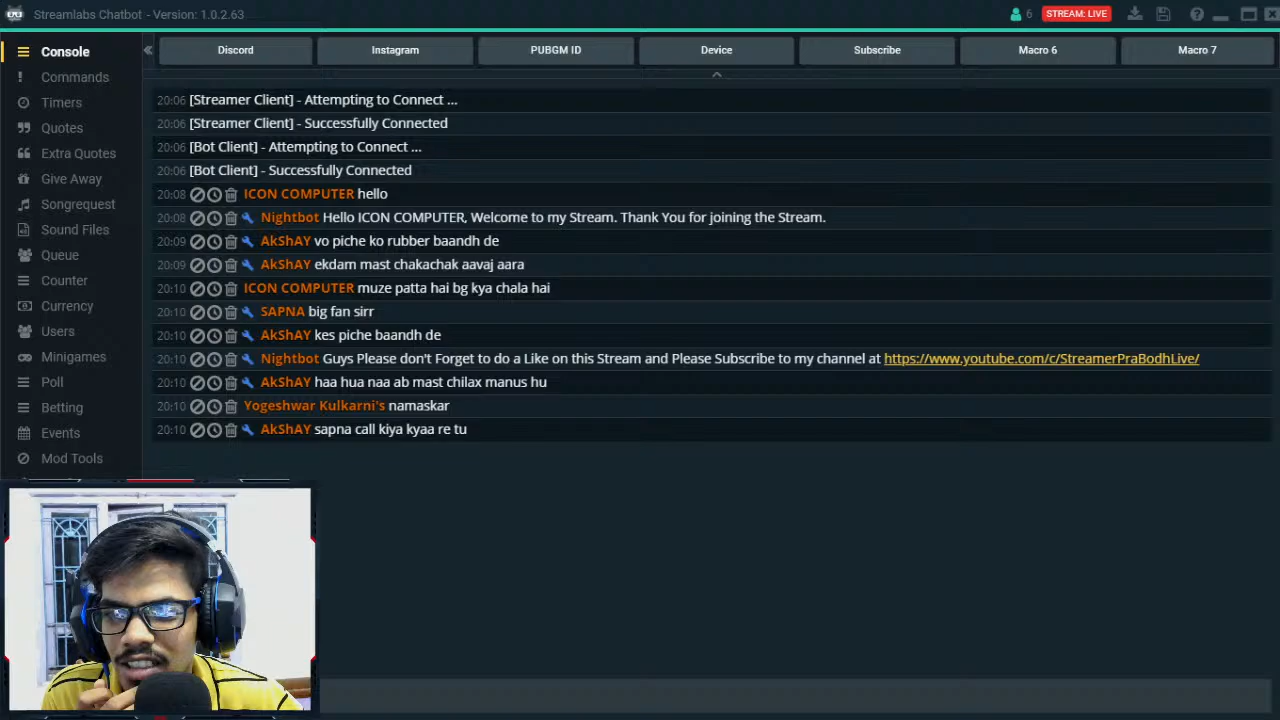 Streamlabs Chatbot - Version: 1.0.2.63
6
STREAM: LIVE
Console
Commands
Timers
Quotes
Extra Quotes
Give Away
Songrequest
Sound Files
Queue
Counter
Currency
Users
Minigames
Poll
Betting
Events
Mod Tools
Discord
Instagram
PUBGM ID
Device
Subscribe
Macro 6
Macro 7
20:06 [Streamer Client] - Attempting to Connect ...
20:06 [Streamer Client] - Successfully Connected
20:06 [Bot Client] - Attempting to Connect ...
20:06 [Bot Client] - Successfully Connected
20:08 ICON COMPUTER hello
20:08 Nightbot Hello ICON COMPUTER, Welcome to my Stream. Thank You for joining the Stream.
20:09 AkShAY vo piche ko rubber baandh de
20:09 AkShAY ekdam mast chakachak aavaj aara
20:10 ICON COMPUTER muze patta hai bg kya chala hai
20:10 SAPNA big fan sirr
20:10 AkShAY kes piche baandh de
20:10 Nightbot Guys Please don't Forget to do a Like on this Stream and Please Subscribe to my channel at https://www.youtube.com/c/StreamerPraBodhLive/
20:10 AkShAY haa hua naa ab mast chilax manus hu
20:10 Yogeshwar Kulkarni's namaskar
20:10 AkShAY sapna call kiya kyaa re tu